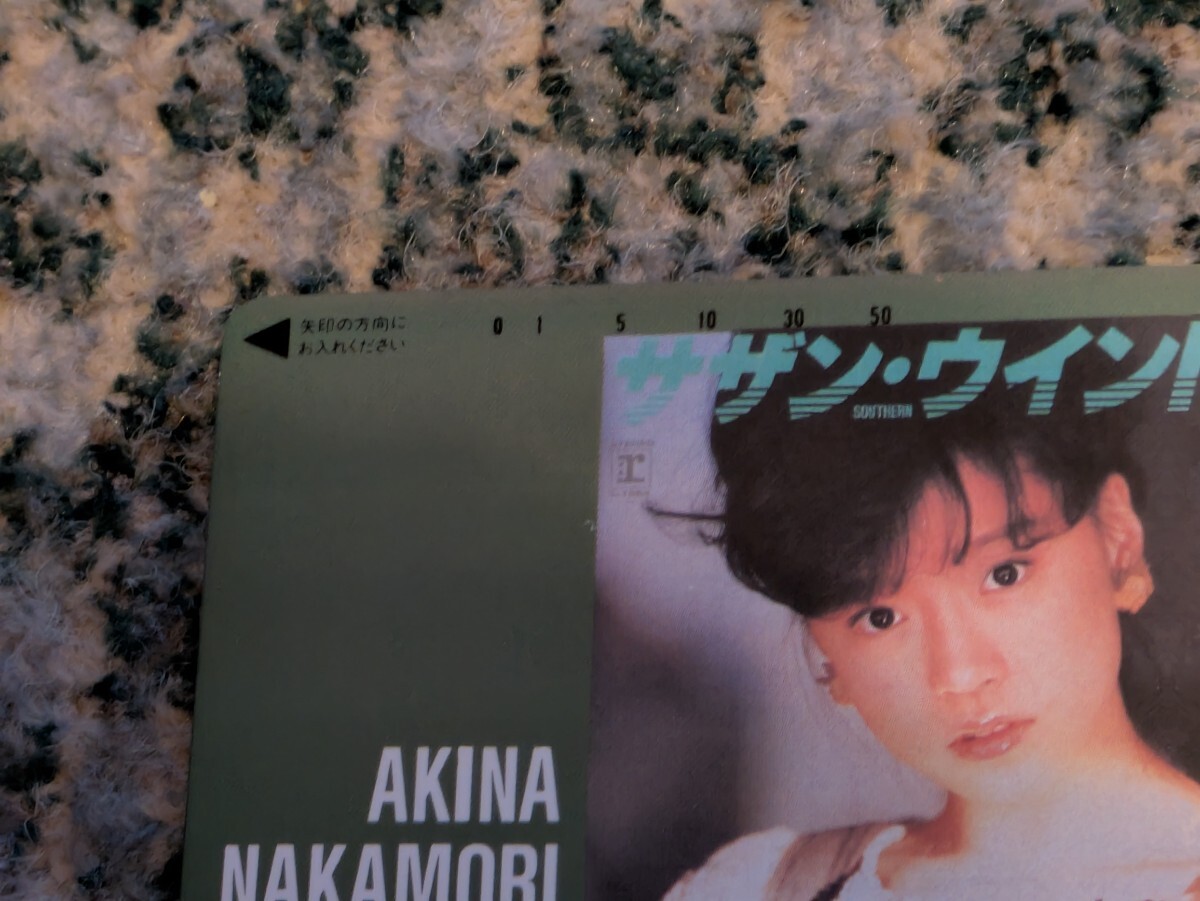 矢印の方向に
お入れください
0 1 5 10 30 50
サザン・ウイン
SOUTHERN
STEREO
r
AKINA
NAKAMORI